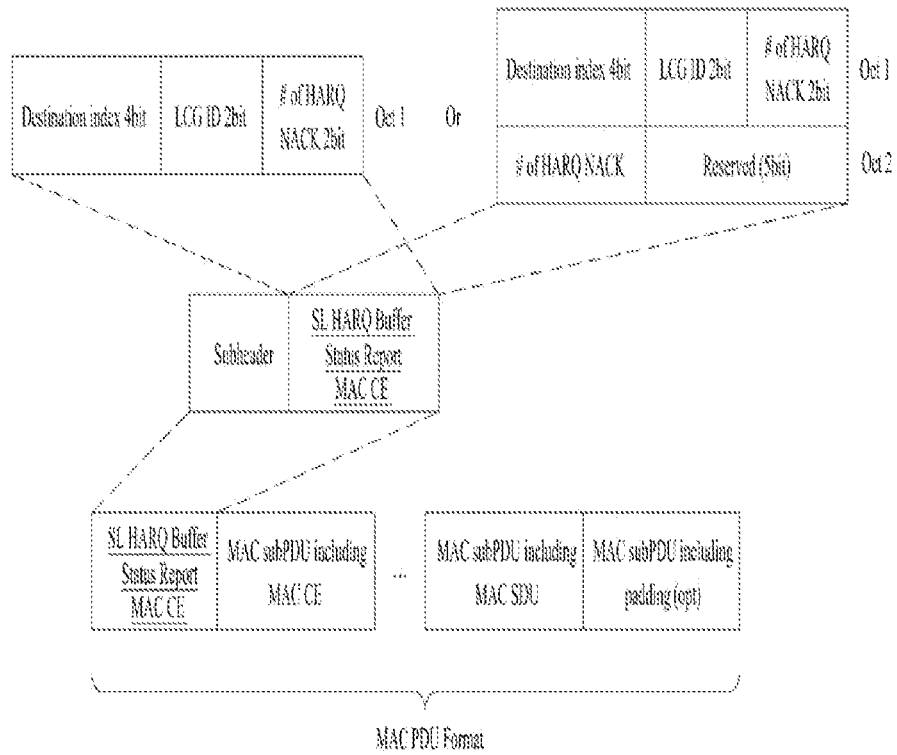 Destination index 4bit
LCG ID 2bit
# of HARQ
NACK 2bit
Oct 1
Or
Destination index 4bit
LCG ID 2bit
# of HARQ
NACK 2bit
Oct 1
# of HARQ NACK
Reserved (5bit)
Oct 2
Subheader
SL HARQ Buffer
Status Report
MAC CE
SL HARQ Buffer
Status Report
MAC CE
MAC subPDU including
MAC CE
...
MAC subPDU including
MAC SDU
MAC subPDU including
padding (opt)
MAC PDU Format